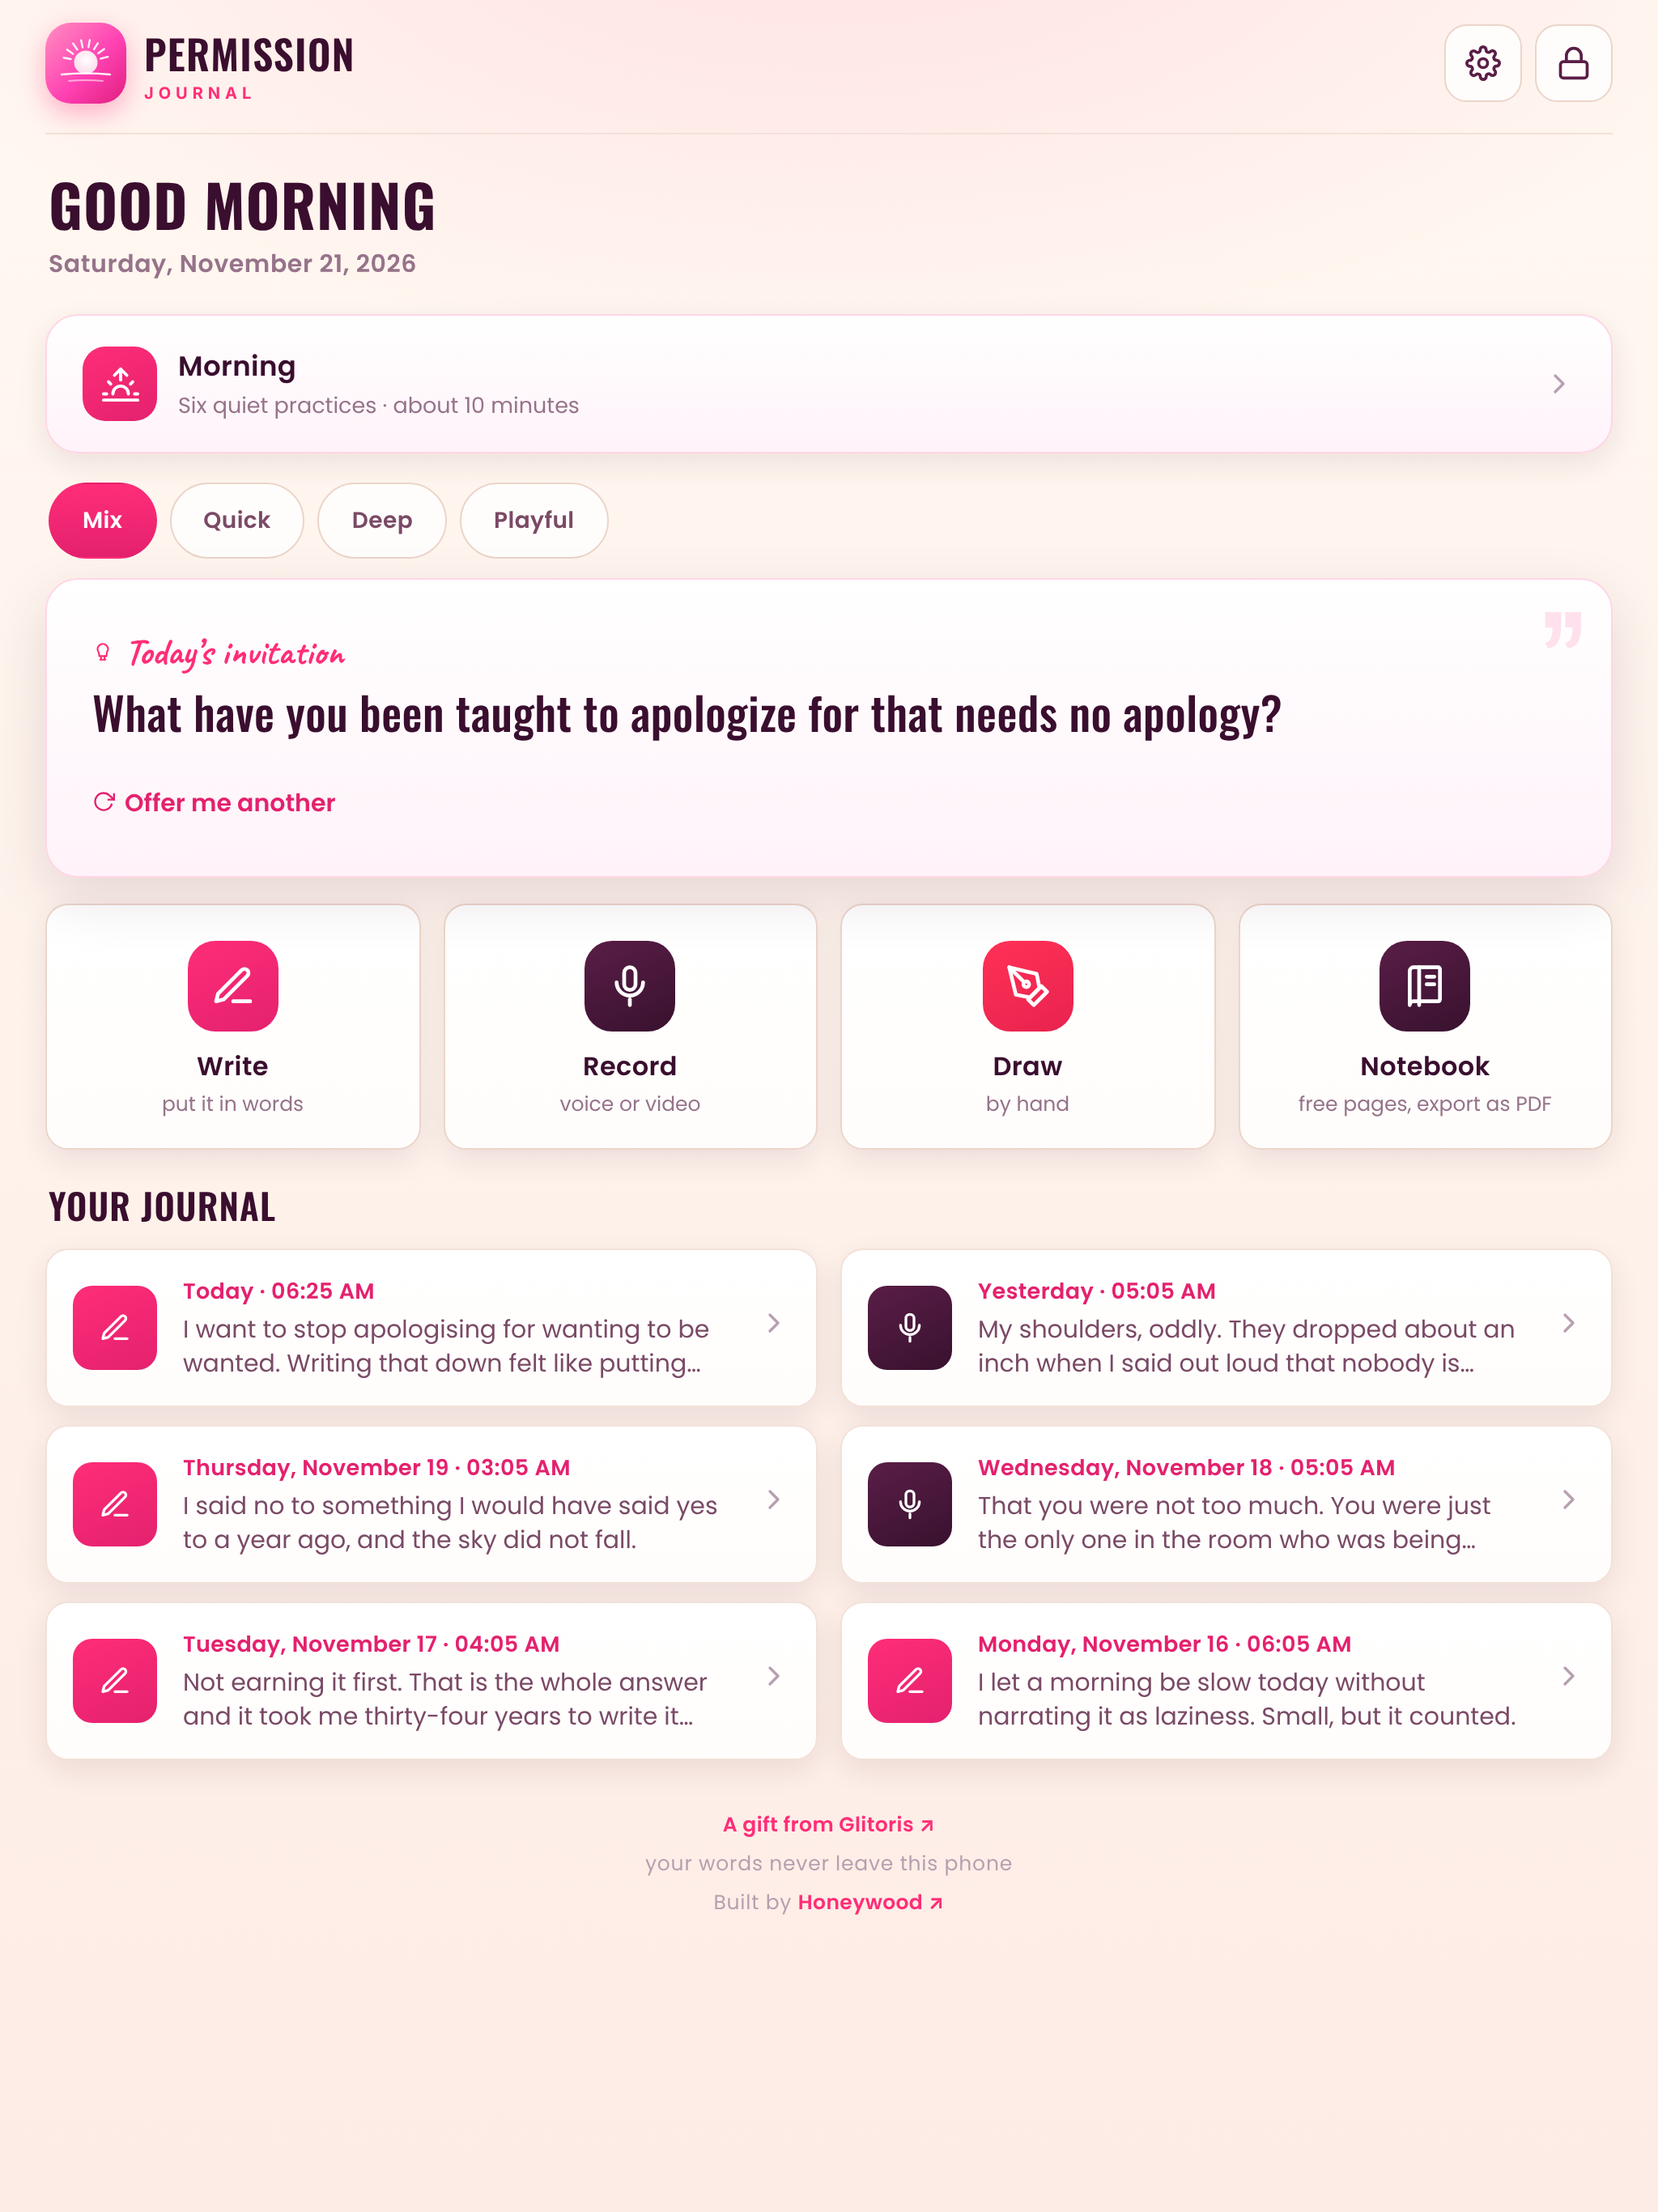 PERMISSION
JOURNAL
GOOD MORNING
Saturday, November 21, 2026
Morning
Six quiet practices · about 10 minutes
Mix
Quick
Deep
Playful
Today's invitation
What have you been taught to apologize for that needs no apology?
Offer me another
Write
put it in words
Record
voice or video
Draw
by hand
Notebook
free pages, export as PDF
YOUR JOURNAL
Today · 06:25 AM
I want to stop apologising for wanting to be
wanted. Writing that down felt like putting...
Yesterday · 05:05 AM
My shoulders, oddly. They dropped about an
inch when I said out loud that nobody is...
Thursday, November 19 · 03:05 AM
I said no to something I would have said yes
to a year ago, and the sky did not fall.
Wednesday, November 18 · 05:05 AM
That you were not too much. You were just
the only one in the room who was being...
Tuesday, November 17 · 04:05 AM
Not earning it first. That is the whole answer
and it took me thirty-four years to write it...
Monday, November 16 · 06:05 AM
I let a morning be slow today without
narrating it as laziness. Small, but it counted.
A gift from Glitoris ↗
your words never leave this phone
Built by Honeywood ↗